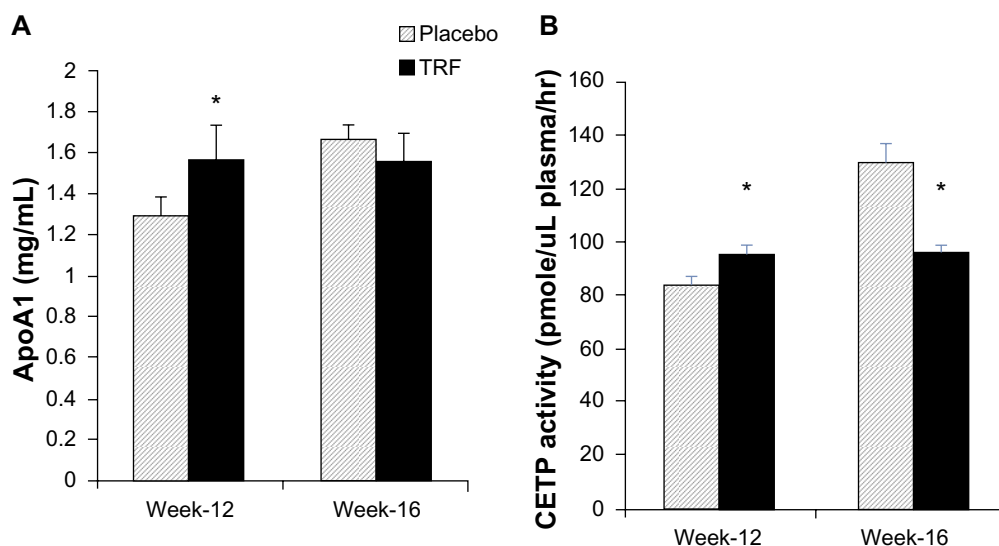 A
Placebo
TRF
ApoA1 (mg/mL)
2
1.8
1.6
1.4
1.2
1
0.8
0.6
0.4
0.2
0
*
Week-12
Week-16
B
CETP activity (pmole/uL plasma/hr)
160
140
120
100
80
60
40
20
0
*
*
Week-12
Week-16